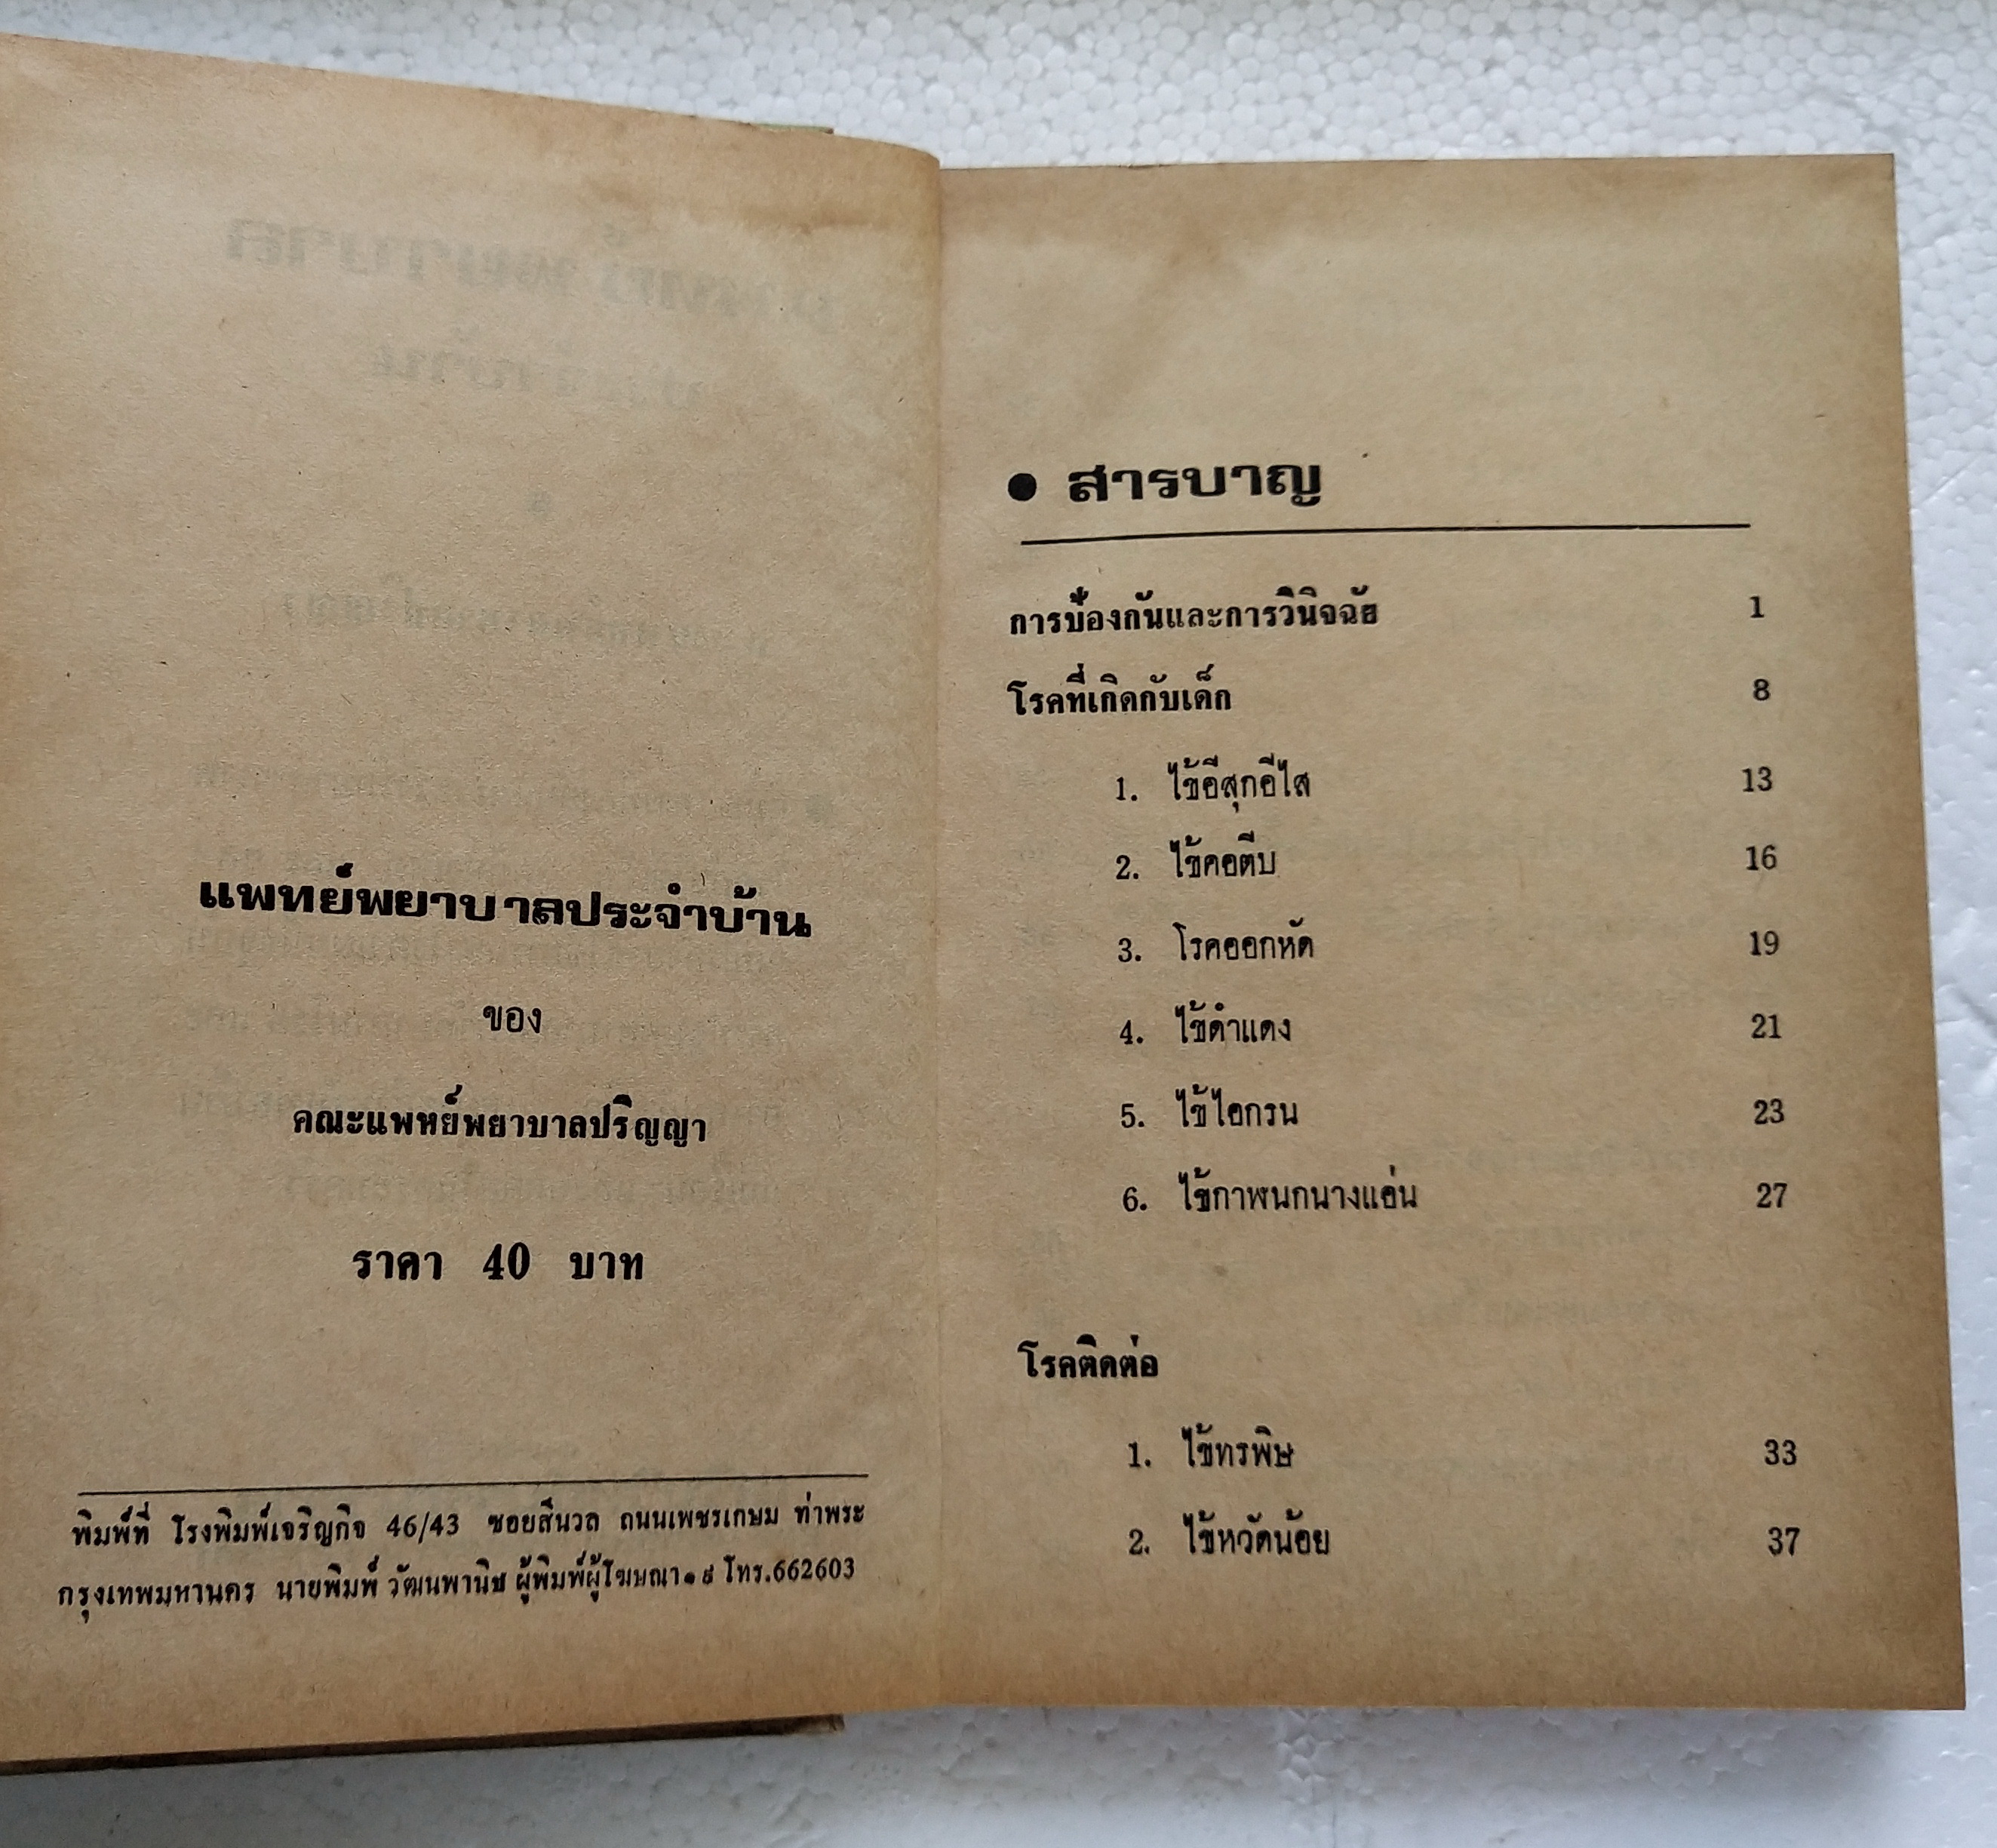 แพทย์พยาบาลประจำบ้าน
ของ
คณะแพทย์พยาบาลปริญญา
ราคา 40 บาท
พิมพ์ที่ โรงพิมพ์เจริญกิจ 46/43 ซอยสีนวล ถนนเพชรเกษม ท่าพระ
กรุงเทพมหานคร นายพิมพ์ วัฒนพานิช ผู้พิมพ์ผู้โฆษณา๑๘ โทร.662603
● สารบาญ
การป้องกันและการวินิจฉัย 1
โรคที่เกิดกับเด็ก 8
1. ไข้อีสุกอีใส 13
2. ไข้คอตีบ 16
3. โรคออกหัด 19
4. ไข้ดำแดง 21
5. ไข้ไอกรน 23
6. ไข้กาฬนกนางแอ่น 27
โรคติดต่อ
1. ไข้ทรพิษ 33
2. ไข้หวัดน้อย 37